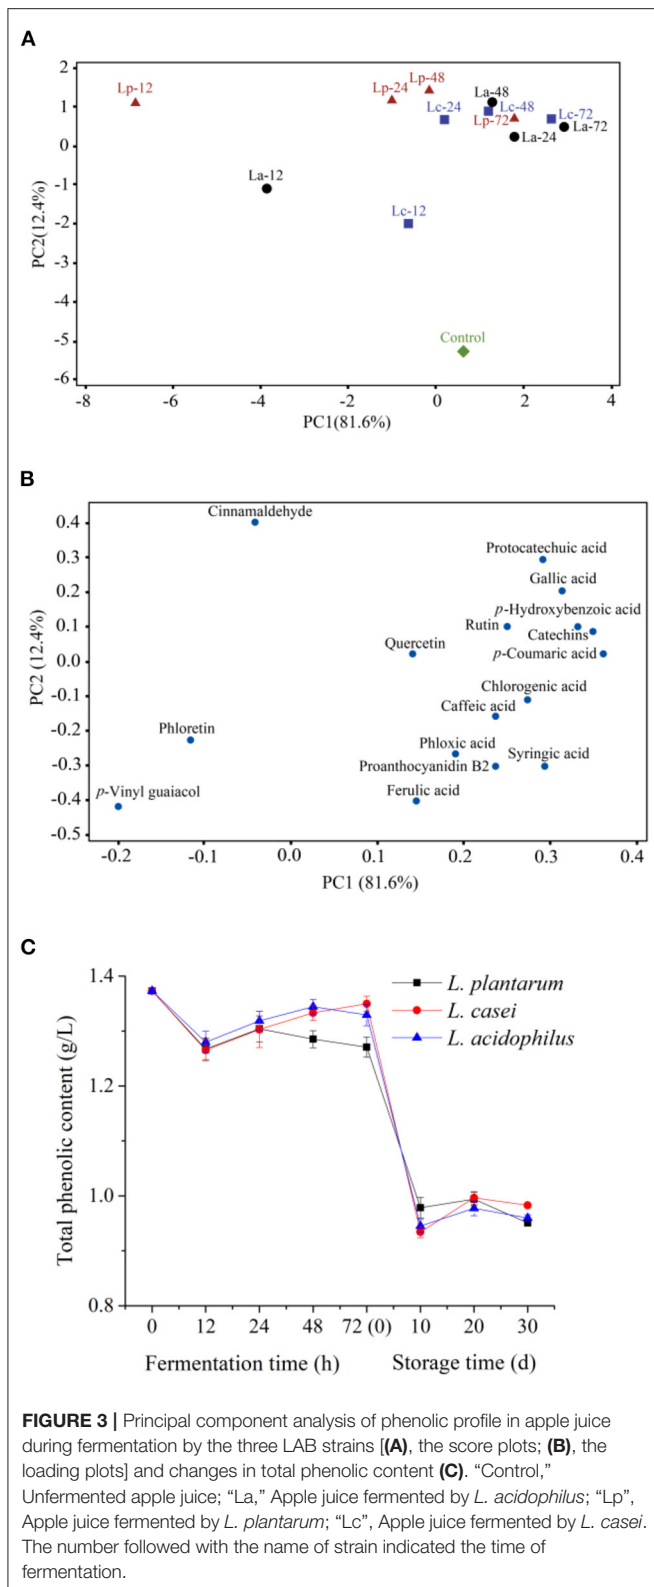 A
2
1
0
-1
-2
-3
-4
-5
-6
PC2(12.4%)
Lp-12
Lp-24
Lp-48
La-48
Lc-24
Lc-48
Lp-72
Lc-72
La-24
La-72
La-12
Lc-12
Control
-8 -6 -4 -2 0 2 4
PC1(81.6%)
B
0.4
0.3
0.2
0.1
0.0
-0.1
-0.2
-0.3
-0.4
-0.5
PC2 (12.4%)
Cinnamaldehyde
Protocatechuic acid
Gallic acid
p-Hydroxybenzoic acid
Rutin
Catechins
Quercetin
p-Coumaric acid
Chlorogenic acid
Caffeic acid
Phloretin
Phloxic acid
Syringic acid
Proanthocyanidin B2
p-Vinyl guaiacol
Ferulic acid
-0.2 -0.1 0.0 0.1 0.2 0.3 0.4
PC1 (81.6%)
C
1.4
1.2
1.0
0.8
Total phenolic content (g/L)
L. plantarum
L. casei
L. acidophilus
0 12 24 48 72 (0) 10 20 30
Fermentation time (h) Storage time (d)
FIGURE 3 | Principal component analysis of phenolic profile in apple juice
during fermentation by the three LAB strains [(A), the score plots; (B), the
loading plots] and changes in total phenolic content (C). “Control,”
Unfermented apple juice; “La,” Apple juice fermented by L. acidophilus; “Lp”,
Apple juice fermented by L. plantarum; “Lc”, Apple juice fermented by L. casei.
The number followed with the name of strain indicated the time of
fermentation.